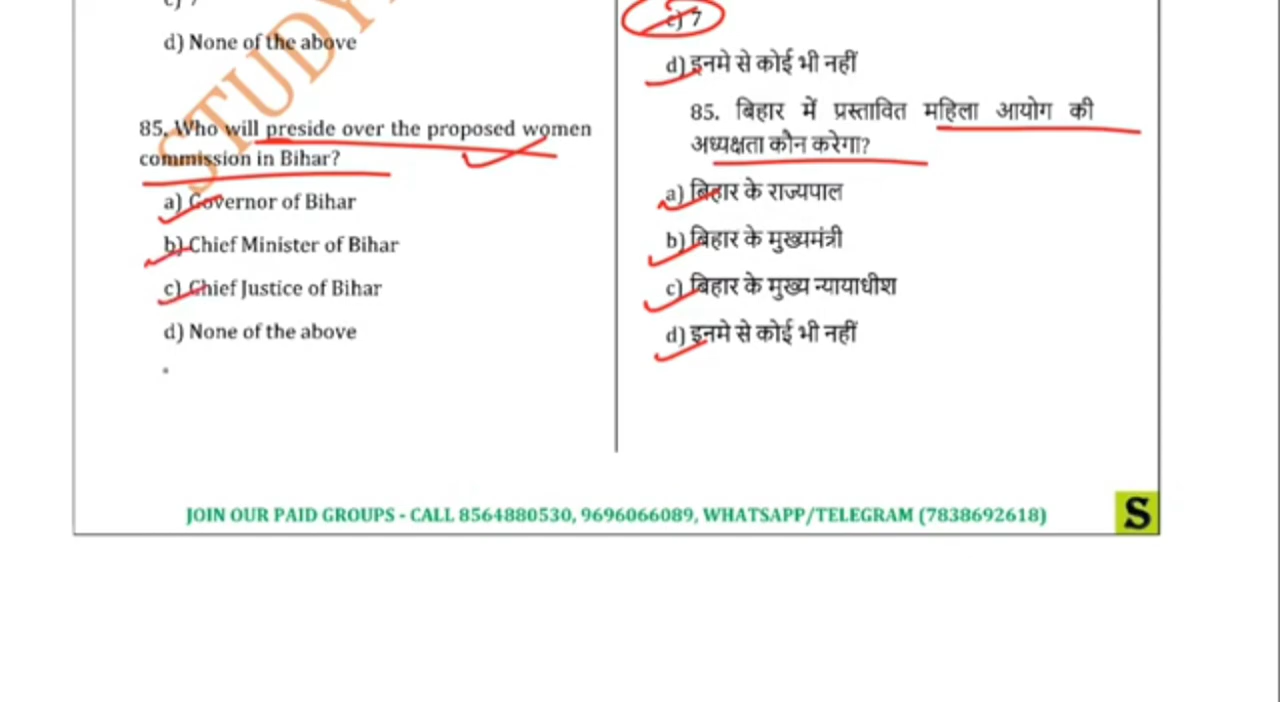 c) 7
d) None of the above
85. Who will preside over the proposed women
commission in Bihar?
a) Governor of Bihar
b) Chief Minister of Bihar
c) Chief Justice of Bihar
d) None of the above
c) 7
d) इनमे से कोई भी नहीं
85. बिहार में प्रस्तावित महिला आयोग की
अध्यक्षता कौन करेगा?
a) बिहार के राज्यपाल
b) बिहार के मुख्यमंत्री
c) बिहार के मुख्य न्यायाधीश
d) इनमे से कोई भी नहीं
STUDY
JOIN OUR PAID GROUPS - CALL 8564880530, 9696066089, WHATSAPP/TELEGRAM (7838692618)
S